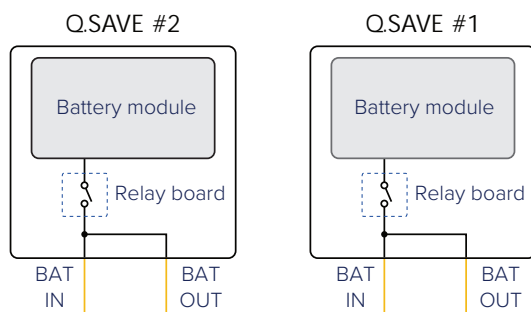 Q.SAVE #2
Q.SAVE #1
Battery module
Battery module
Relay board
Relay board
BAT
IN
BAT
OUT
BAT
IN
BAT
OUT